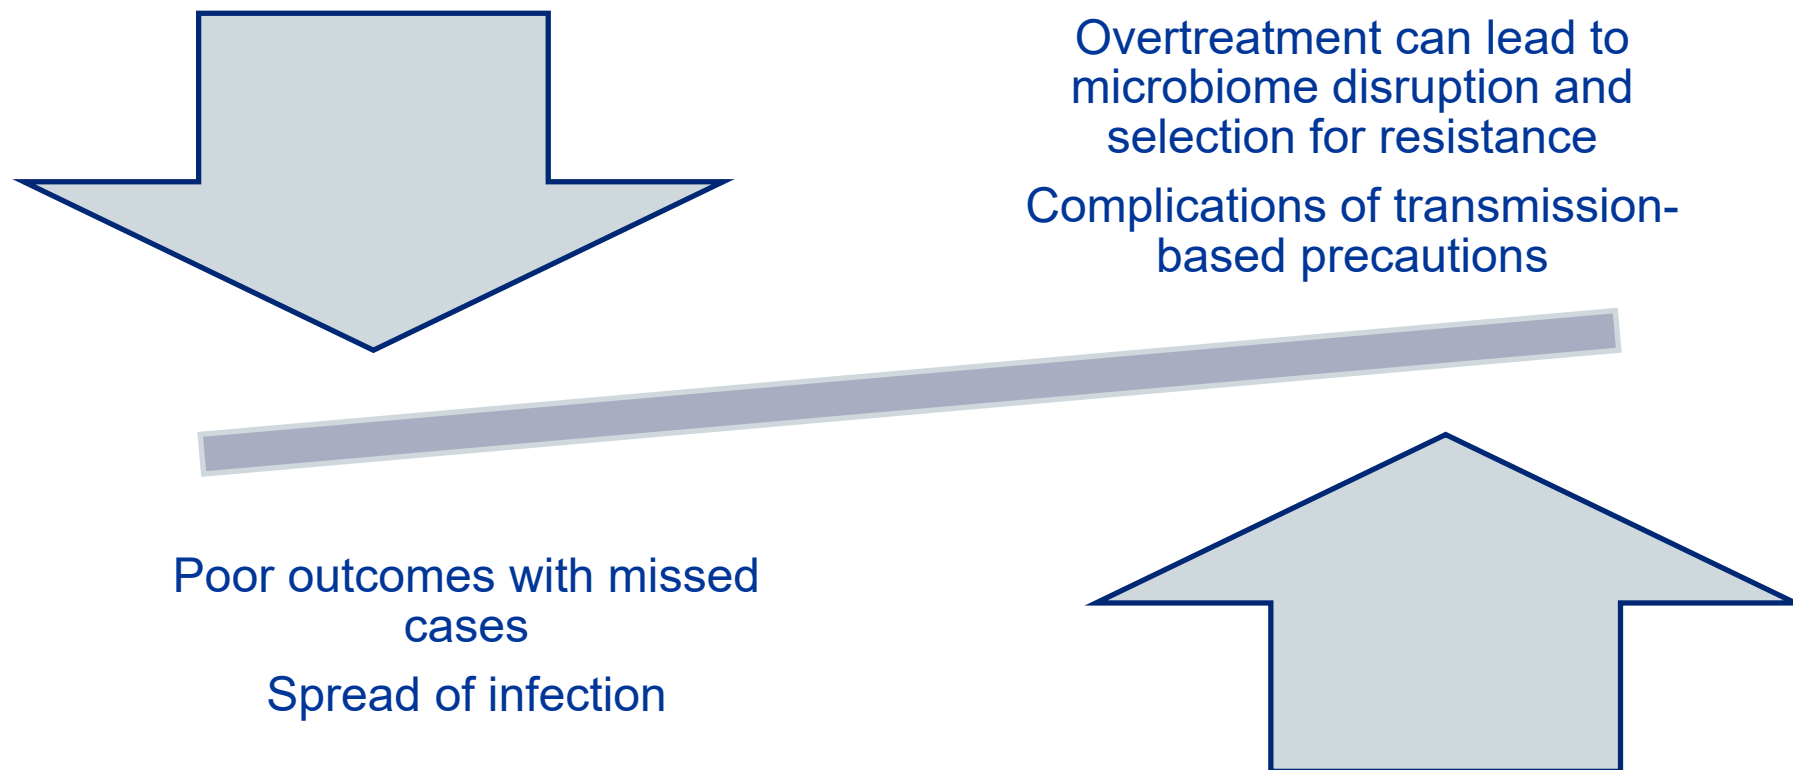 Overtreatment can lead to
microbiome disruption and
selection for resistance
Complications of transmission-
based precautions
Poor outcomes with missed
cases
Spread of infection